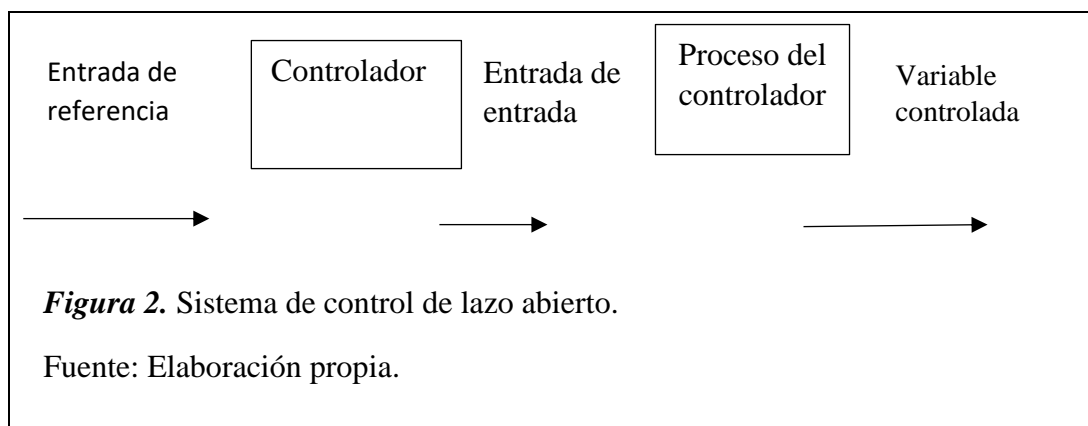 Entrada de
referencia
Controlador
Entrada de
entrada
Proceso del
controlador
Variable
controlada
Figura 2. Sistema de control de lazo abierto.
Fuente: Elaboración propia.